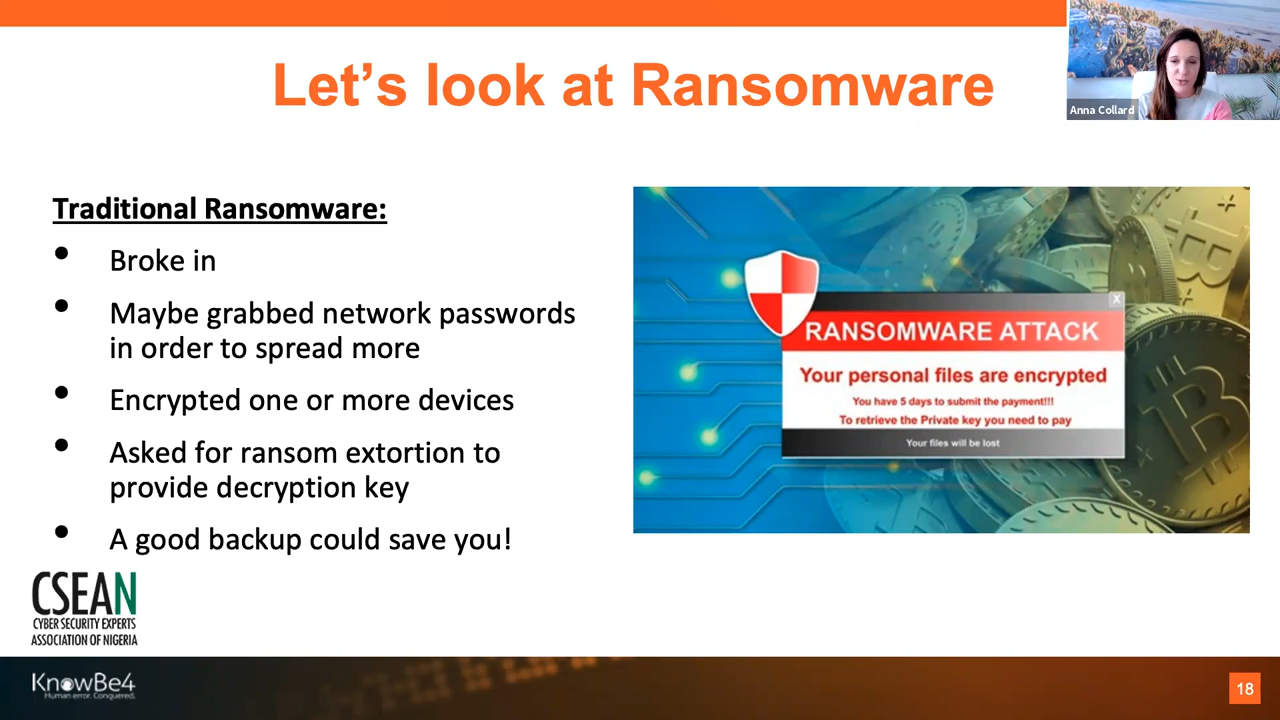 Let's look at Ransomware
Anna Collard
Traditional Ransomware:
• Broke in
• Maybe grabbed network passwords
in order to spread more
• Encrypted one or more devices
• Asked for ransom extortion to
provide decryption key
• A good backup could save you!
X
RANSOMWARE ATTACK
Your personal files are encrypted
You have 5 days to submit the payment!!!
To retrieve the Private key you need to pay
Your files will be lost
CSEAN
CYBER SECURITY EXPERTS
ASSOCIATION OF NIGERIA
KnowBe4
Human error. Conquered.
18